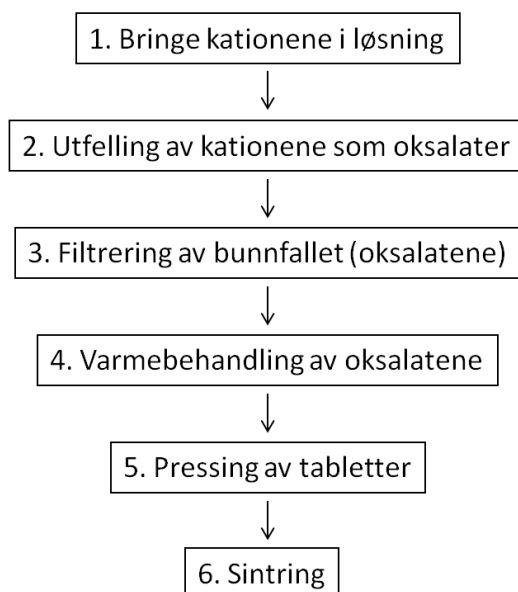 1. Bringe kationene i løsning
2. Utfelling av kationene som oksalater
3. Filtrering av bunnfallet (oksalatene)
4. Varmebehandling av oksalatene
5. Pressing av tabletter
6. Sintring